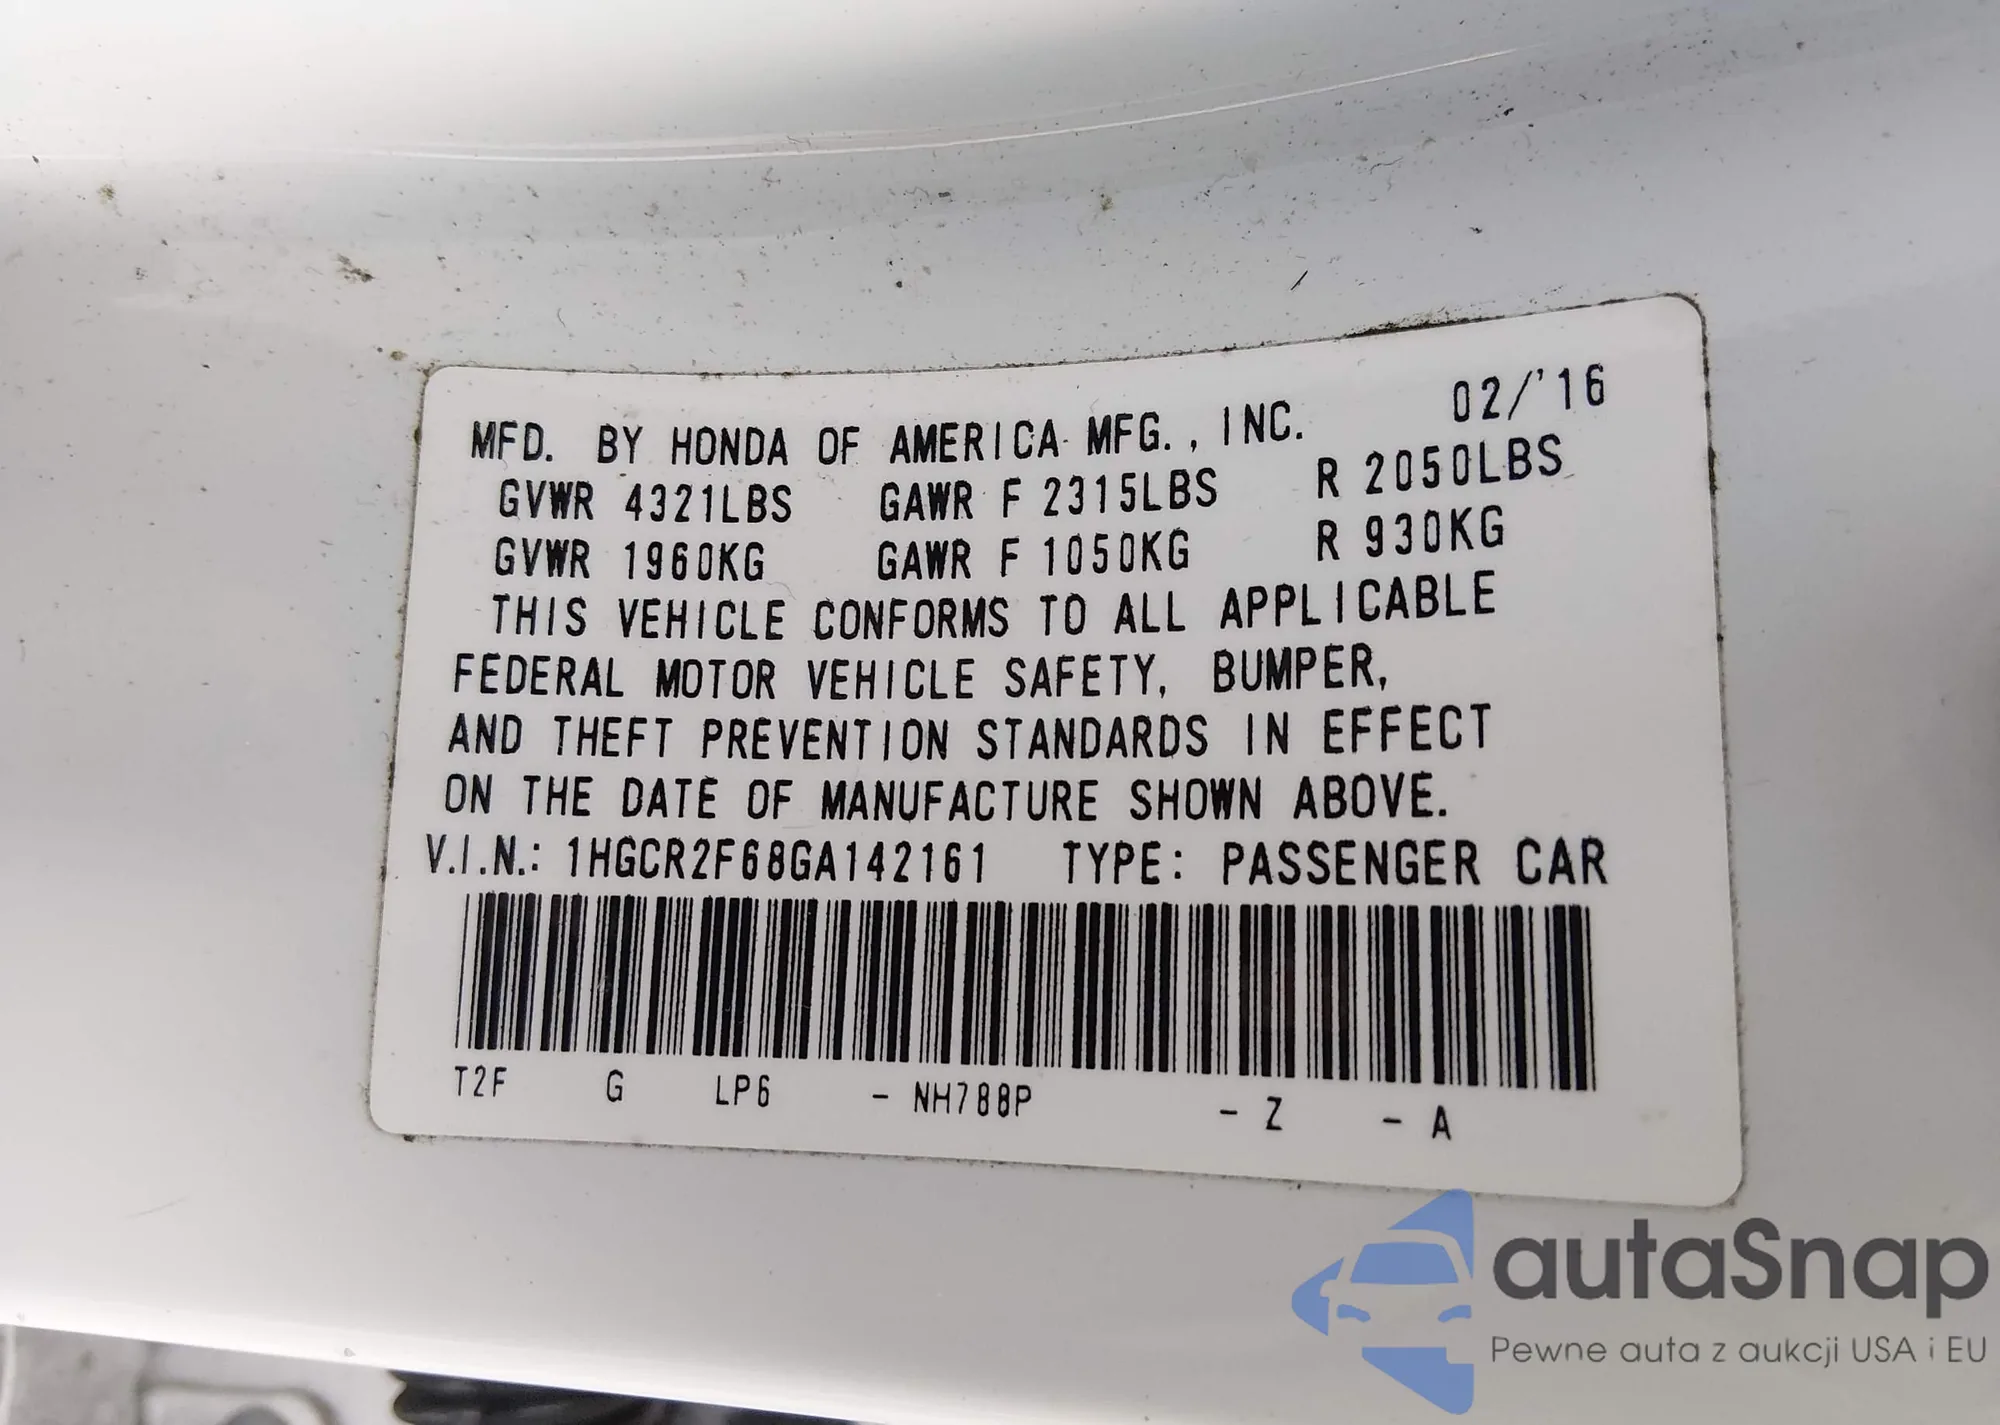 MFD. BY HONDA OF AMERICA MFG., INC. 02/'16
GVWR 4321LBS GAWR F 2315LBS R 2050LBS
GVWR 1960KG GAWR F 1050KG R 930KG
THIS VEHICLE CONFORMS TO ALL APPLICABLE
FEDERAL MOTOR VEHICLE SAFETY, BUMPER,
AND THEFT PREVENTION STANDARDS IN EFFECT
ON THE DATE OF MANUFACTURE SHOWN ABOVE.
V.I.N.: 1HGCR2F68GA142161 TYPE: PASSENGER CAR
T2F G LP6 - NH788P - Z - A
autaSnap
Pewne auta z aukcji USA i EU